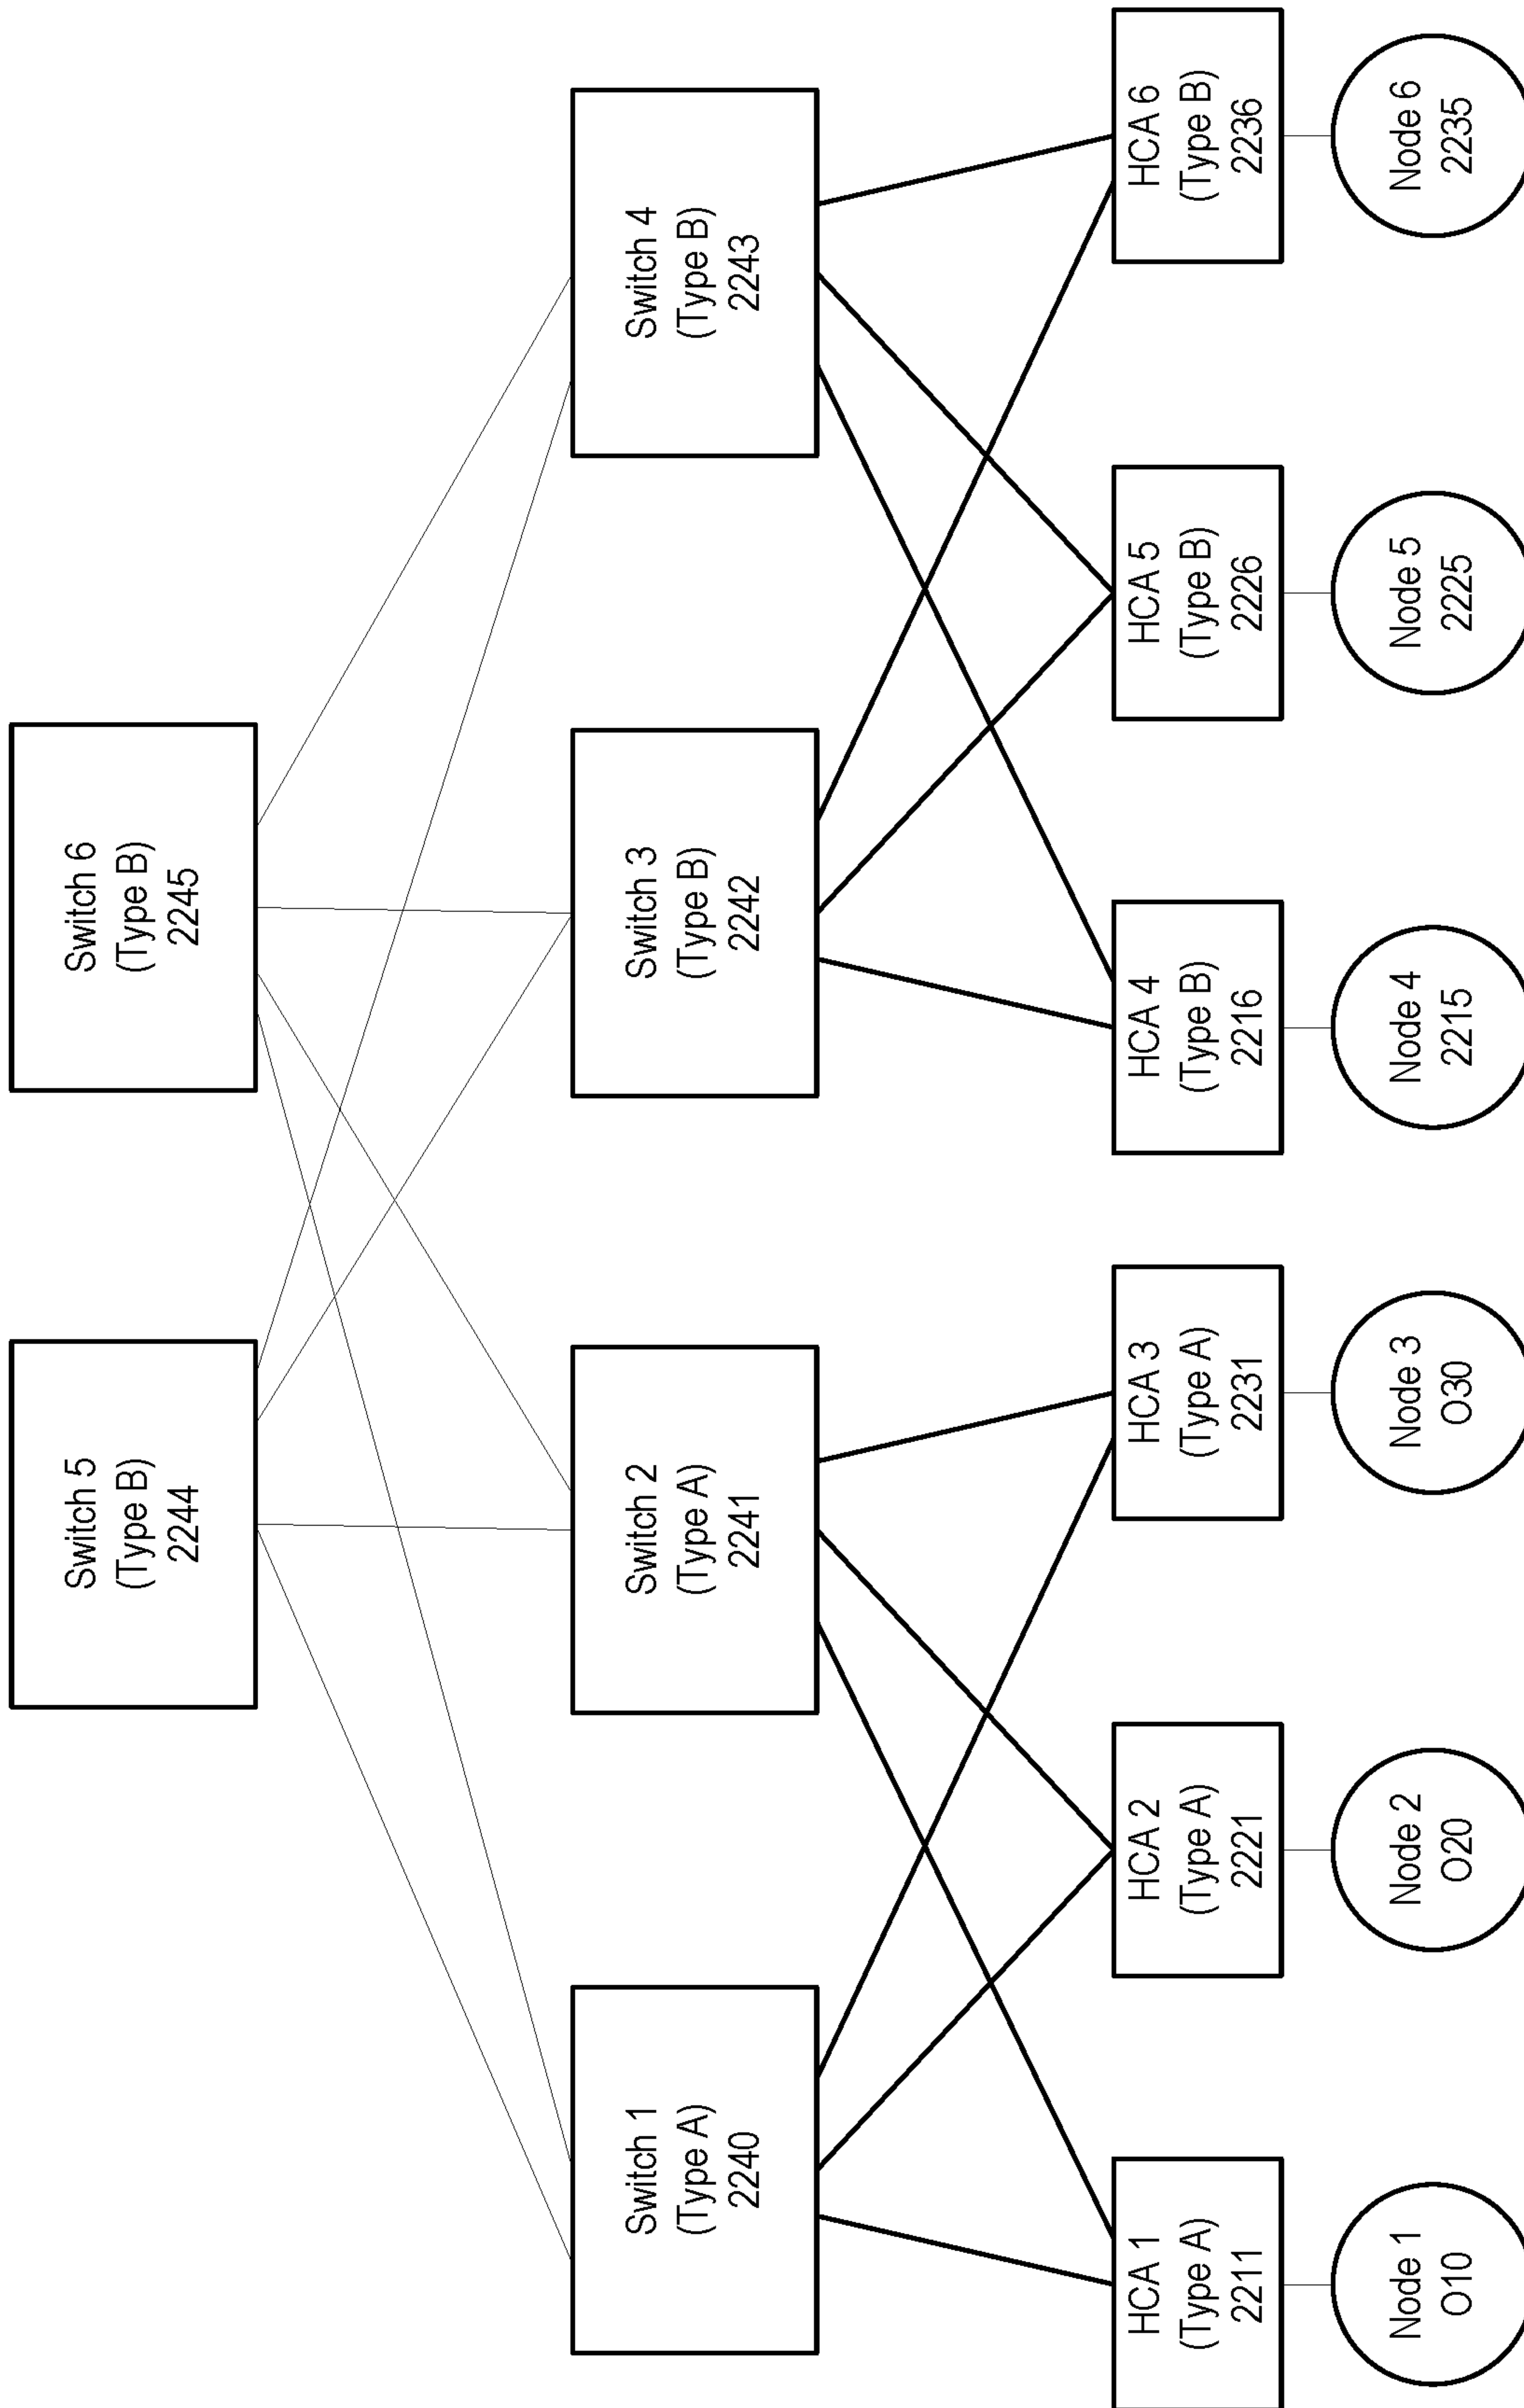 Switch 5
(Type B)
2244
Switch 6
(Type B)
2245
Switch 1
(Type A)
2240
Switch 2
(Type A)
2241
Switch 3
(Type B)
2242
Switch 4
(Type B)
2243
HCA 1
(Type A)
2211
HCA 2
(Type A)
2221
HCA 3
(Type A)
2231
HCA 4
(Type B)
2216
HCA 5
(Type B)
2226
HCA 6
(Type B)
2236
Node 1
O10
Node 2
O20
Node 3
O30
Node 4
2215
Node 5
2225
Node 6
2235